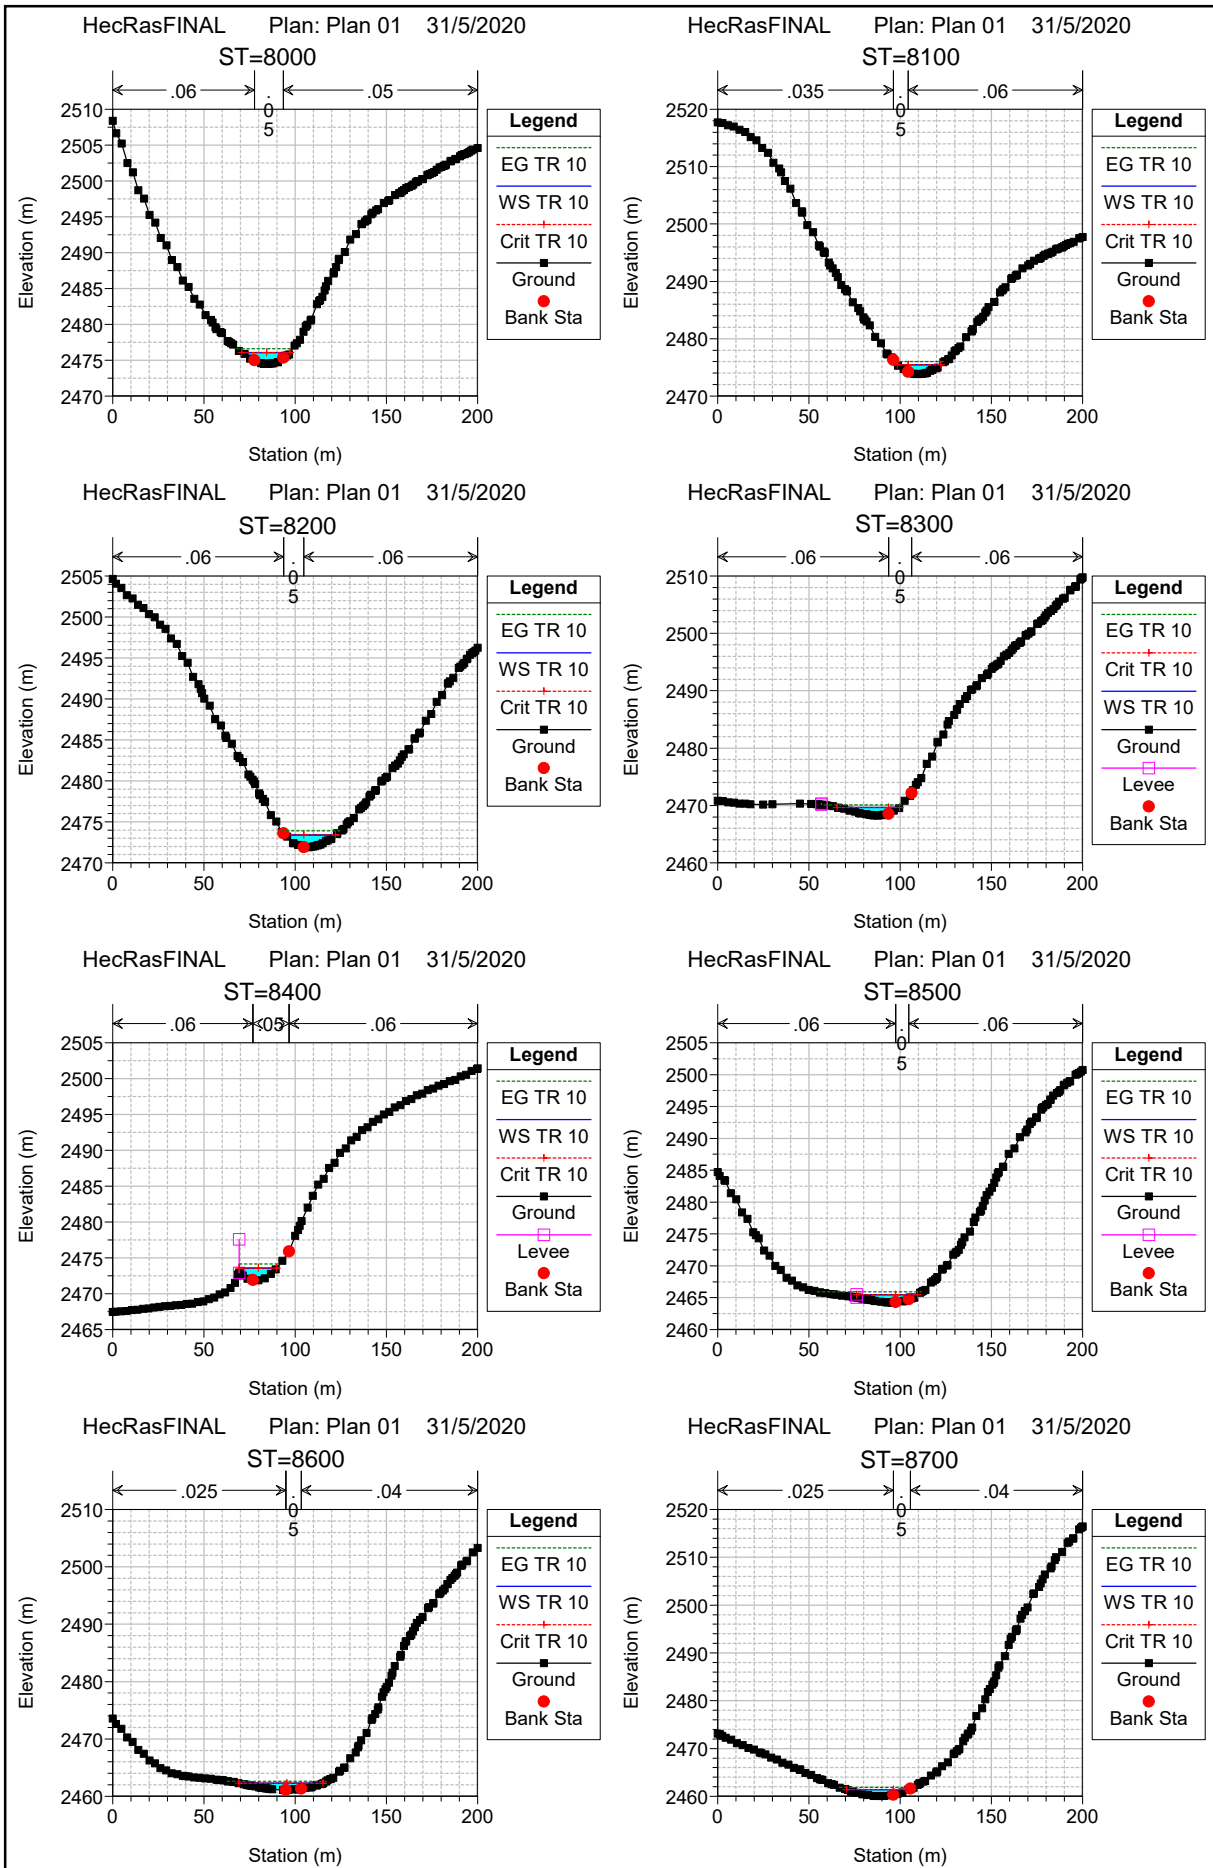 HecRasFINAL Plan: Plan 01 31/5/2020
ST=8000
.06 .05 .05
Elevation (m)
2510
2505
2500
2495
2490
2485
2480
2475
2470
0 50 100 150 200
Station (m)
Legend
EG TR 10
WS TR 10
Crit TR 10
Ground
Bank Sta
HecRasFINAL Plan: Plan 01 31/5/2020
ST=8100
.035 .05 .06
Elevation (m)
2520
2510
2500
2490
2480
2470
0 50 100 150 200
Station (m)
Legend
EG TR 10
WS TR 10
Crit TR 10
Ground
Bank Sta
HecRasFINAL Plan: Plan 01 31/5/2020
ST=8200
.06 .05 .06
Elevation (m)
2505
2500
2495
2490
2485
2480
2475
2470
0 50 100 150 200
Station (m)
Legend
EG TR 10
WS TR 10
Crit TR 10
Ground
Bank Sta
HecRasFINAL Plan: Plan 01 31/5/2020
ST=8300
.06 .05 .06
Elevation (m)
2510
2500
2490
2480
2470
2460
0 50 100 150 200
Station (m)
Legend
EG TR 10
Crit TR 10
WS TR 10
Ground
Levee
Bank Sta
HecRasFINAL Plan: Plan 01 31/5/2020
ST=8400
.06 .05 .06
Elevation (m)
2505
2500
2495
2490
2485
2480
2475
2470
2465
0 50 100 150 200
Station (m)
Legend
EG TR 10
WS TR 10
Crit TR 10
Ground
Levee
Bank Sta
HecRasFINAL Plan: Plan 01 31/5/2020
ST=8500
.06 .05 .06
Elevation (m)
2505
2500
2495
2490
2485
2480
2475
2470
2465
2460
0 50 100 150 200
Station (m)
Legend
EG TR 10
WS TR 10
Crit TR 10
Ground
Levee
Bank Sta
HecRasFINAL Plan: Plan 01 31/5/2020
ST=8600
.025 .05 .04
Elevation (m)
2510
2500
2490
2480
2470
2460
0 50 100 150 200
Station (m)
Legend
EG TR 10
WS TR 10
Crit TR 10
Ground
Bank Sta
HecRasFINAL Plan: Plan 01 31/5/2020
ST=8700
.025 .05 .04
Elevation (m)
2520
2510
2500
2490
2480
2470
2460
0 50 100 150 200
Station (m)
Legend
EG TR 10
WS TR 10
Crit TR 10
Ground
Bank Sta